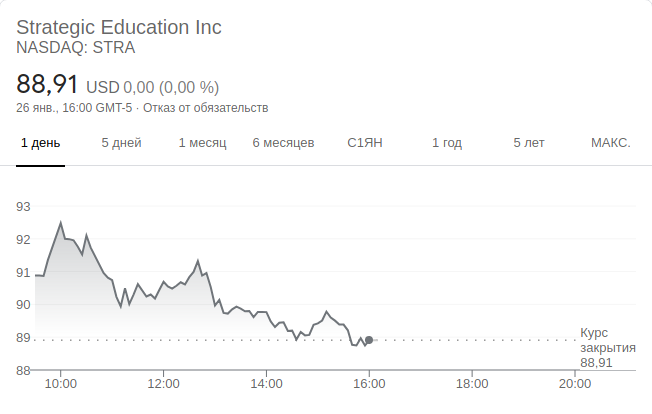 Strategic Education Inc
NASDAQ: STRA
88,91 USD 0,00 (0,00 %)
26 янв., 16:00 GMT-5 · Отказ от обязательств
1 день 5 дней 1 месяц 6 месяцев С1ЯН 1 год 5 лет МАКС.
93
92
91
90
89
88
Курс
закрытия
88,91
10:00 12:00 14:00 16:00 18:00 20:00